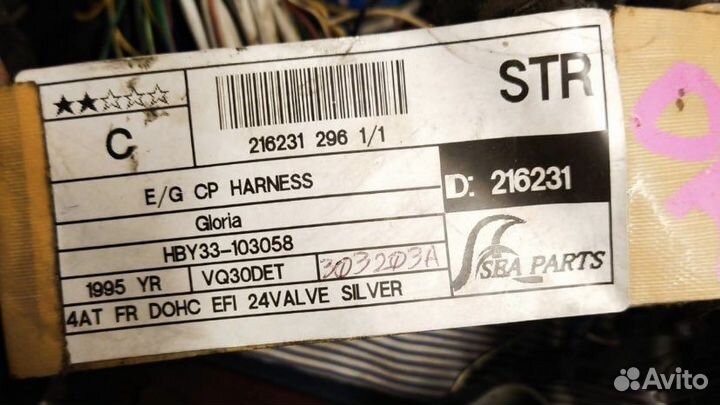 ★★☆☆☆
C
216231 296 1/1
STR
E/G CP HARNESS
D: 216231
Gloria
HBY33-103058
1995 YR VQ30DET 303203A
SEA PARTS
4AT FR DOHC EFI 24VALVE SILVER
Avito